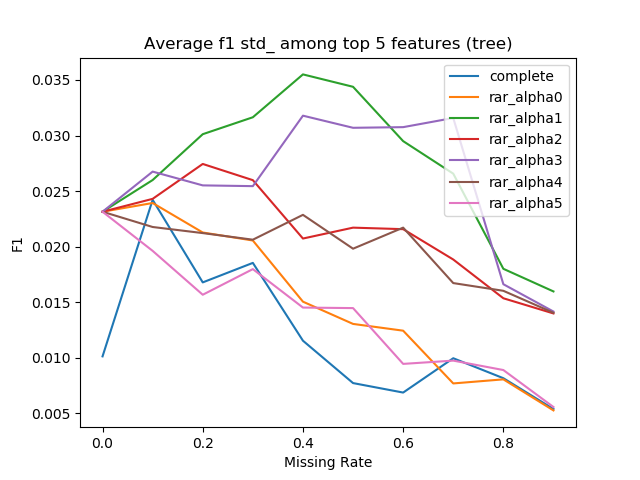 Average f1 std_ among top 5 features (tree)
F1
0.035
0.030
0.025
0.020
0.015
0.010
0.005
complete
rar_alpha0
rar_alpha1
rar_alpha2
rar_alpha3
rar_alpha4
rar_alpha5
0.0 0.2 0.4 0.6 0.8
Missing Rate